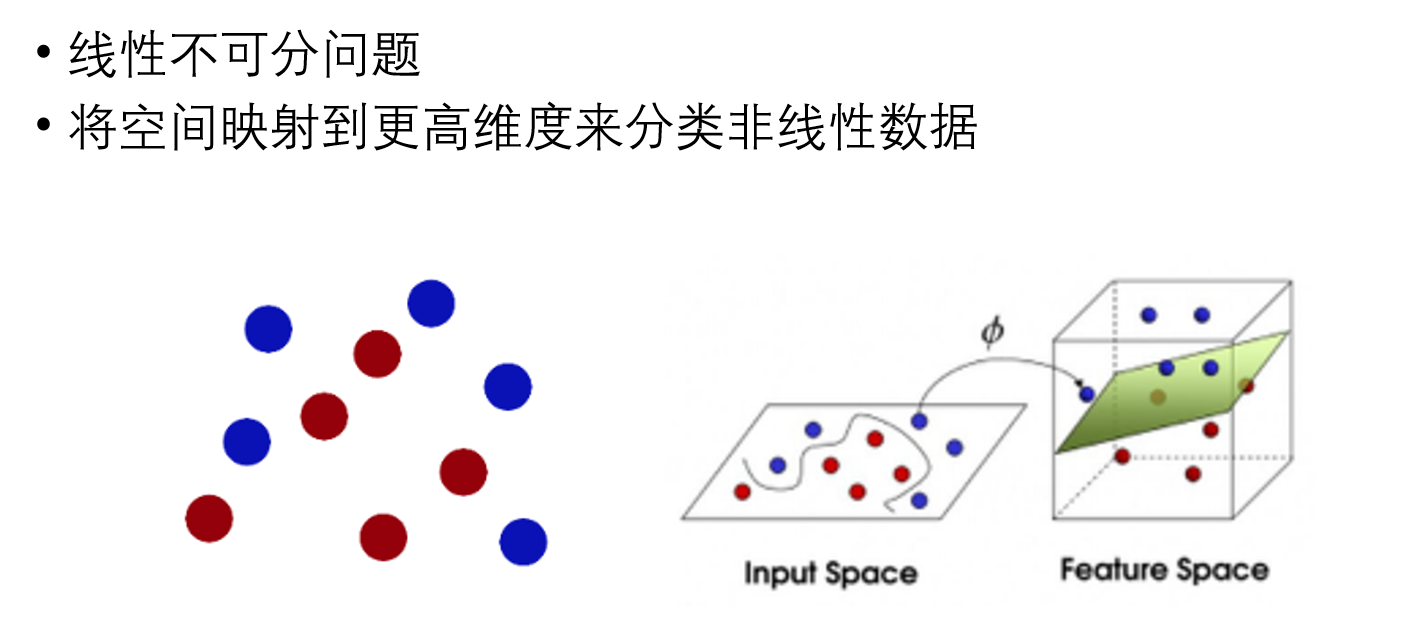 • 线性不可分问题
• 将空间映射到更高维度来分类非线性数据
ϕ
Input Space
Feature Space